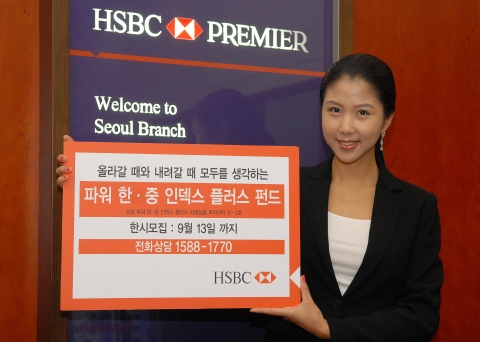 HSBC PREMIER
Welcome to
Seoul Branch
올라갈 때와 내려갈 때 모두를 생각하는
파워 한·중 인덱스 플러스 펀드
한시모집 : 9월 13일 까지
전화상담 1588-1770
HSBC